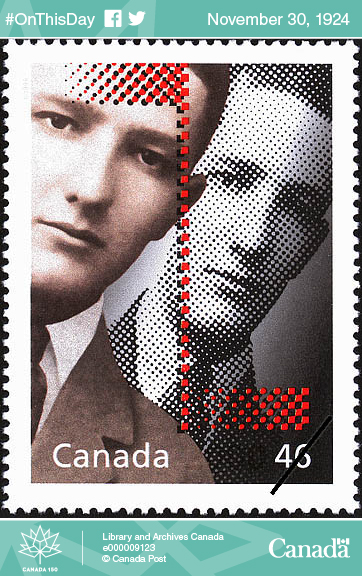 #OnThisDay
November 30, 1924
Canada
46
CANADA 150
Library and Archives Canada
e000009123
© Canada Post
Canada